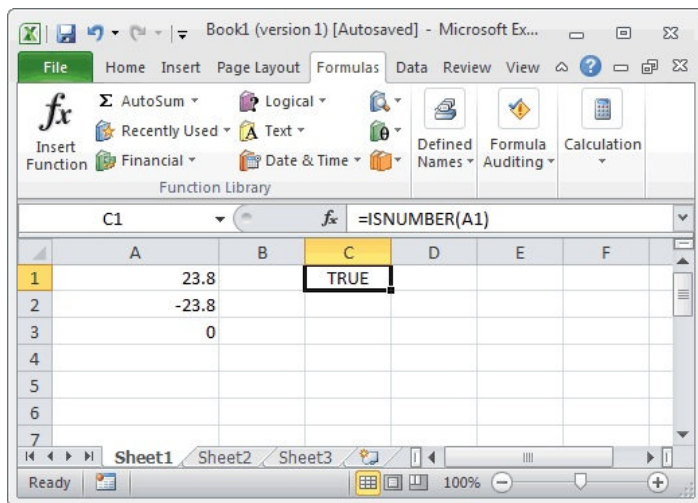 Book1 (version 1) [Autosaved] - Microsoft Ex...
File Home Insert Page Layout Formulas Data Review View
fx
Insert Function
Σ AutoSum
Recently Used
Financial
Logical
A Text
Date & Time
θ
Defined Names
Formula Auditing
Calculation
Function Library
C1 fx =ISNUMBER(A1)
A B C D E F
1 23.8 TRUE
2 -23.8
3 0
4
5
6
7
Sheet1 Sheet2 Sheet3
Ready 100%